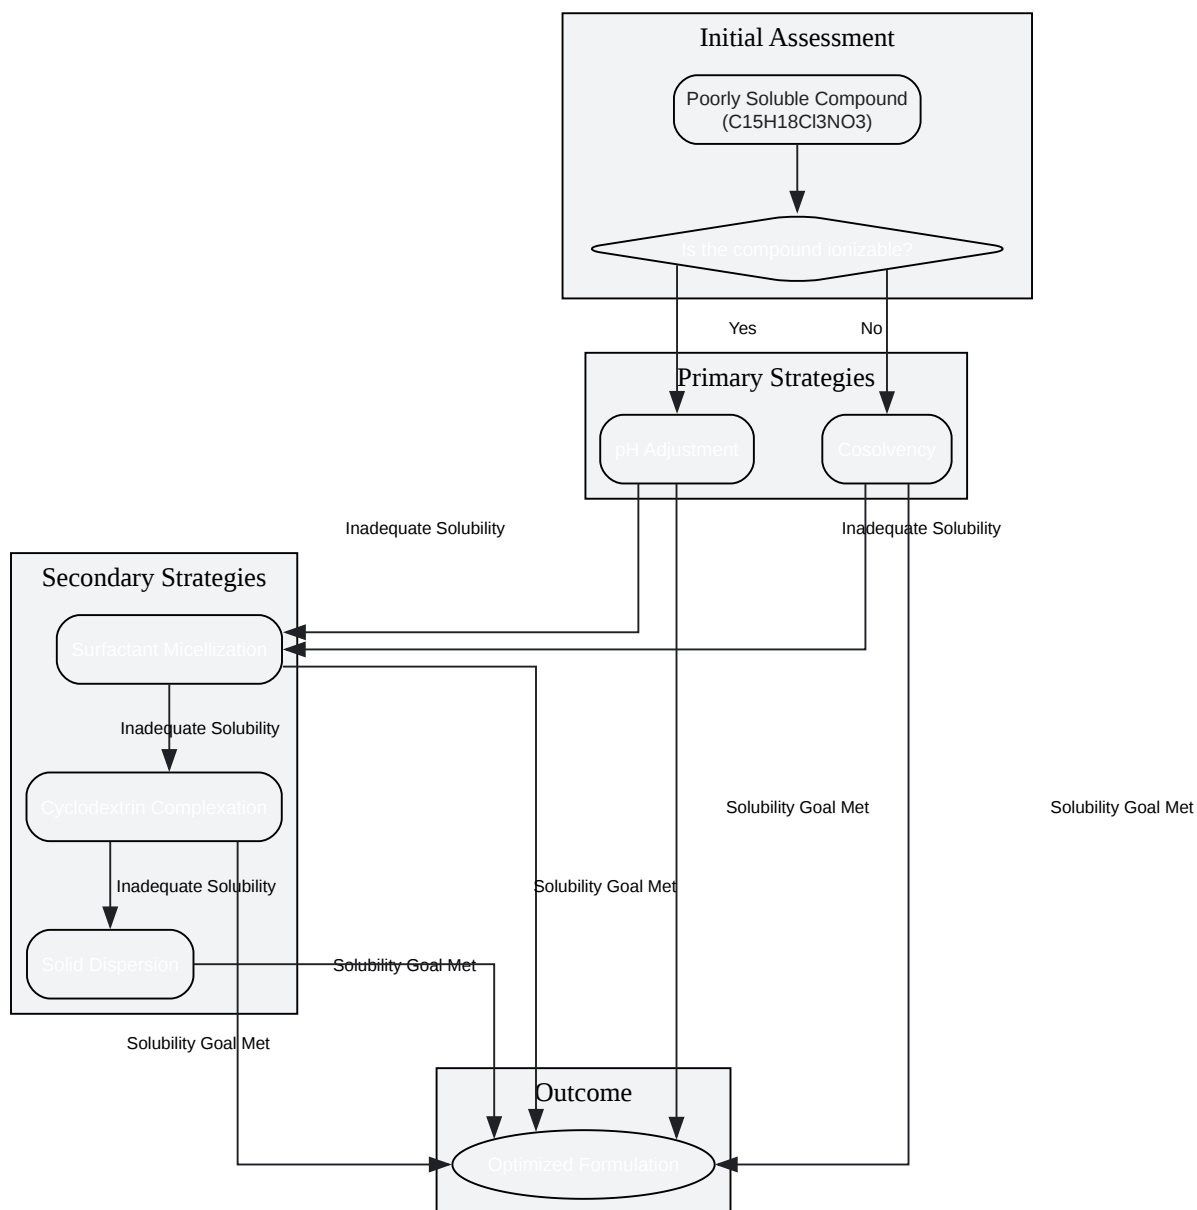 Initial Assessment
Poorly Soluble Compound
(C15H18Cl3NO3)
Is the compound ionizable?
Yes
No
Primary Strategies
pH Adjustment
Cosolvency
Inadequate Solubility
Inadequate Solubility
Secondary Strategies
Surfactant Micellization
Inadequate Solubility
Cyclodextrin Complexation
Solubility Goal Met
Solubility Goal Met
Inadequate Solubility
Solubility Goal Met
Solid Dispersion
Solubility Goal Met
Solubility Goal Met
Outcome
Optimized Formulation